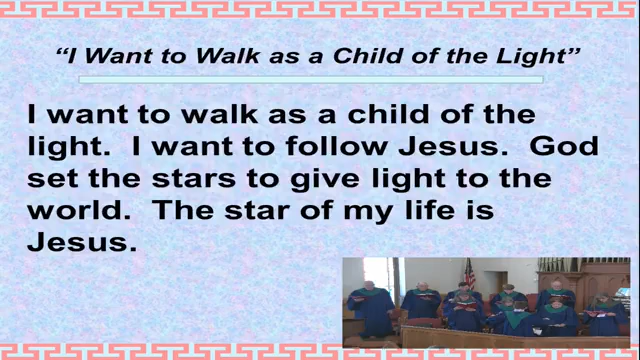 “I Want to Walk as a Child of the Light”
I want to walk as a child of the
light.  I want to follow Jesus.  God
set the stars to give light to the
world.  The star of my life is
Jesus.